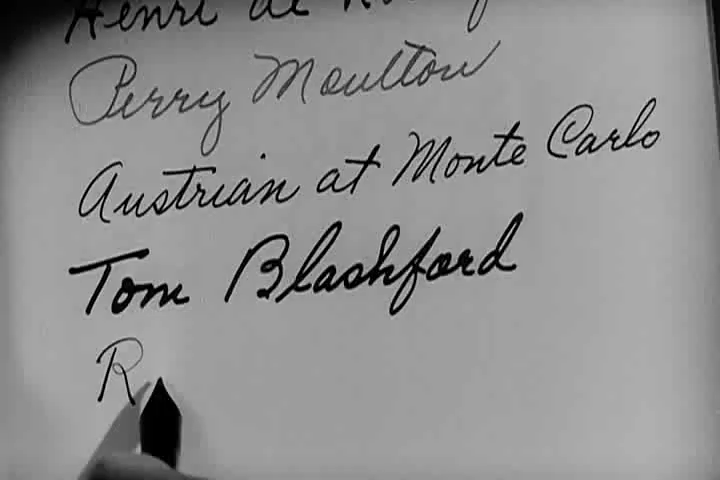 Henri de
Perry Moulton
Austrian at Monte Carlo
Tom Blashford
R